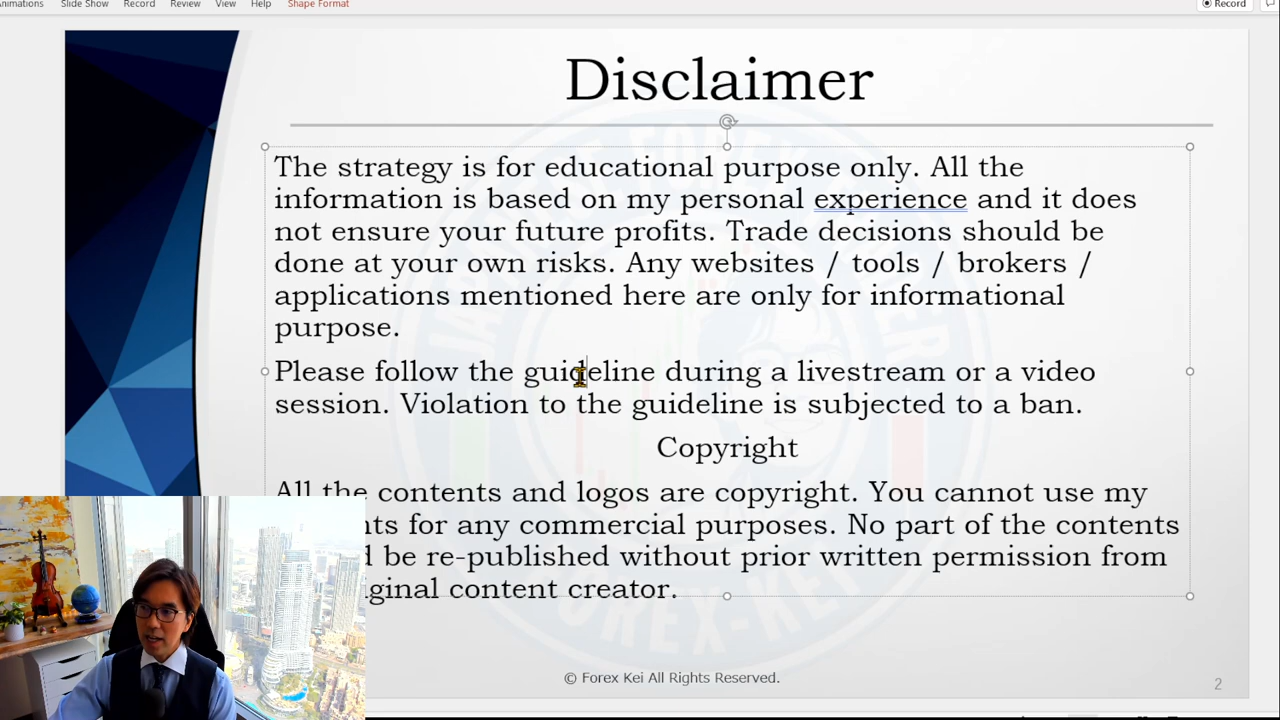 Animations Slide Show Record Review View Help Shape Format Record
Disclaimer
The strategy is for educational purpose only. All the
information is based on my personal experience and it does
not ensure your future profits. Trade decisions should be
done at your own risks. Any websites / tools / brokers /
applications mentioned here are only for informational
purpose.
Please follow the guideline during a livestream or a video
session. Violation to the guideline is subjected to a ban.
Copyright
All the contents and logos are copyright. You cannot use my
for any commercial purposes. No part of the contents
be re-published without prior written permission from
content creator.
© Forex Kei All Rights Reserved.
2